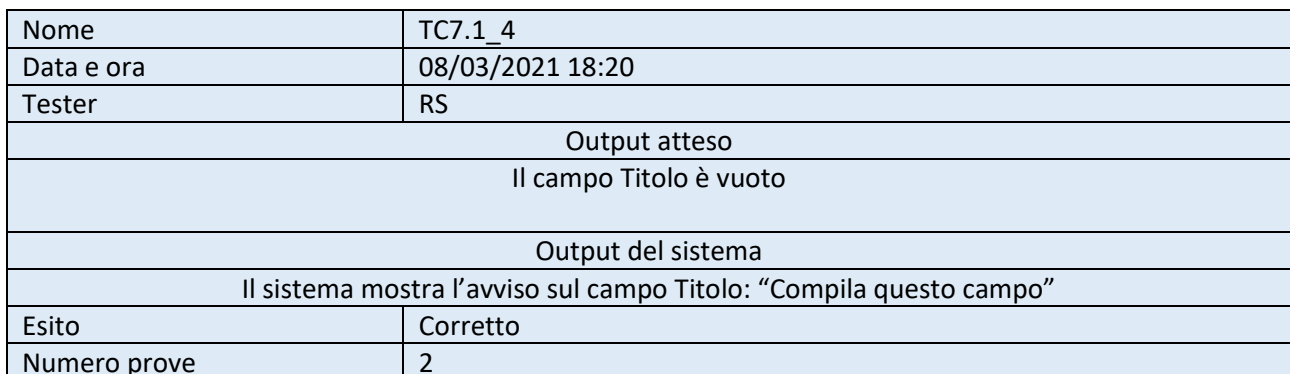 Nome TC7.1_4
Data e ora 08/03/2021 18:20
Tester RS
Output atteso
Il campo Titolo è vuoto
Output del sistema
Il sistema mostra l’avviso sul campo Titolo: “Compila questo campo”
Esito Corretto
Numero prove 2